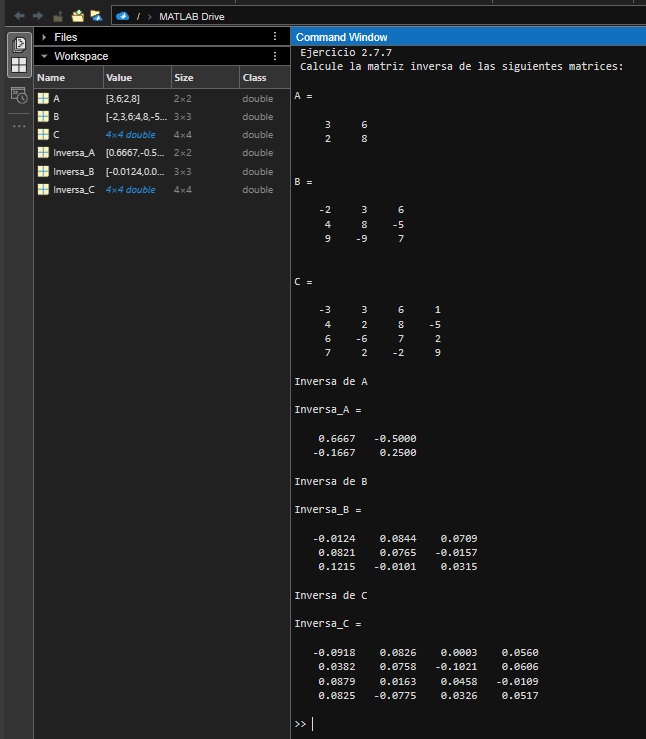 / > MATLAB Drive
Files
Workspace
Name Value Size Class
A [3,6;2,8] 2×2 double
B [-2,3,6;4,8,-5... 3×3 double
C 4×4 double 4×4 double
Inversa_A [0.6667,-0.5... 2×2 double
Inversa_B [-0.0124,0.0... 3×3 double
Inversa_C 4×4 double 4×4 double
Command Window
Ejercicio 2.7.7
Calcule la matriz inversa de las siguientes matrices:
A =
3 6
2 8
B =
-2 3 6
4 8 -5
9 -9 7
C =
-3 3 6 1
4 2 8 -5
6 -6 7 2
7 2 -2 9
Inversa de A
Inversa_A =
0.6667 -0.5000
-0.1667 0.2500
Inversa de B
Inversa_B =
-0.0124 0.0844 0.0709
0.0821 0.0765 -0.0157
0.1215 -0.0101 0.0315
Inversa de C
Inversa_C =
-0.0918 0.0826 0.0003 0.0560
0.0382 0.0758 -0.1021 0.0606
0.0879 0.0163 0.0458 -0.0109
0.0825 -0.0775 0.0326 0.0517
>>